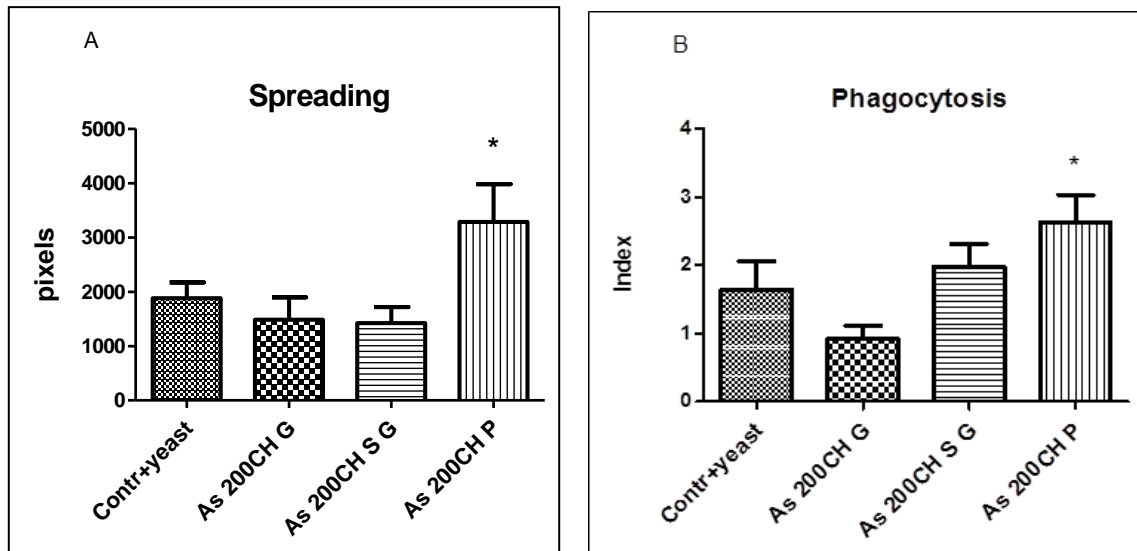 A
Spreading
pixels
5000
4000
3000
2000
1000
0
*
Contr+yeast
As 200CH G
As 200CH S G
As 200CH P
B
Phagocytosis
Index
4
3
2
1
0
*
Contr+yeast
As 200CH G
As 200CH S G
As 200CH P